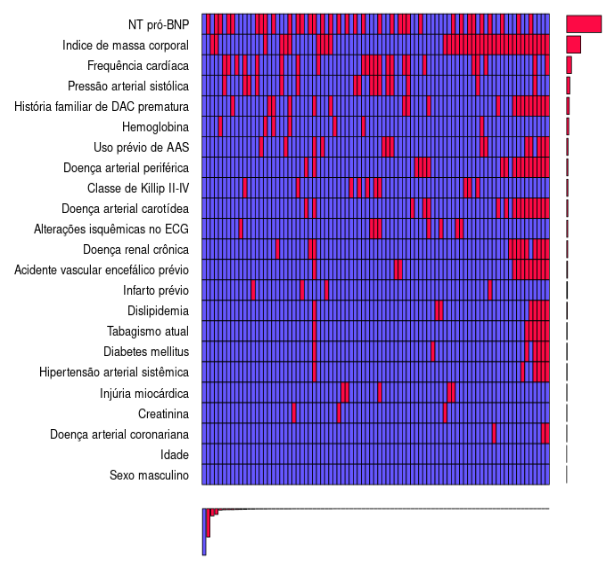 NT pró-BNP
Indice de massa corporal
Frequência cardíaca
Pressão arterial sistólica
História familiar de DAC prematura
Hemoglobina
Uso prévio de AAS
Doença arterial periférica
Classe de Killip II-IV
Doença arterial carotídea
Alterações isquêmicas no ECG
Doença renal crônica
Acidente vascular encefálico prévio
Infarto prévio
Dislipidemia
Tabagismo atual
Diabetes mellitus
Hipertensão arterial sistêmica
Injúria miocárdica
Creatinina
Doença arterial coronariana
Idade
Sexo masculino